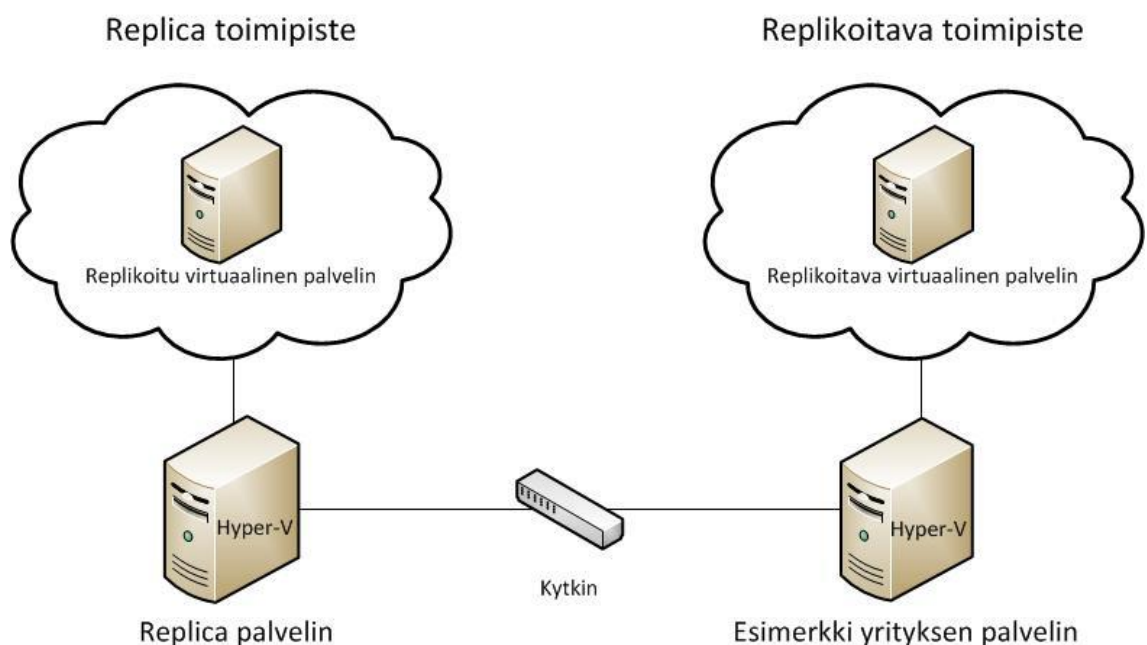 Replica toimipiste
Replikoitava toimipiste
Replikoitu virtuaalinen palvelin
Replikoitava virtuaalinen palvelin
Hyper-V
Hyper-V
Kytkin
Replica palvelin
Esimerkki yrityksen palvelin